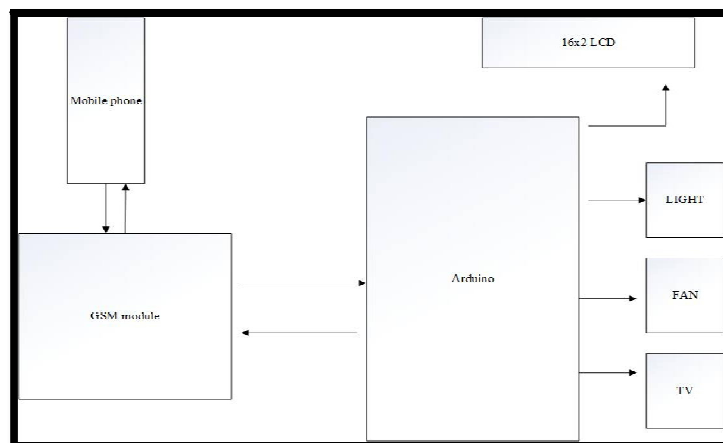 16x2 LCD
Mobile phone
LIGHT
Arduino
FAN
GSM module
TV